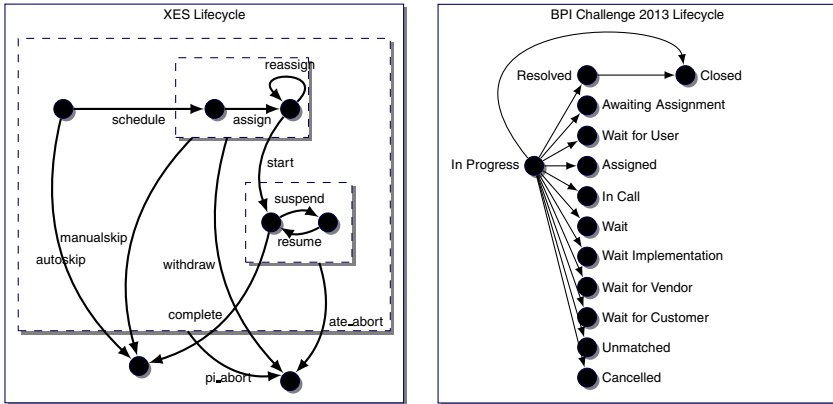 XES Lifecycle
reassign
schedule
assign
start
suspend
resume
manualskip
autoskip
withdraw
complete
ate_abort
pi_abort
BPI Challenge 2013 Lifecycle
Resolved
Closed
Awaiting Assignment
Wait for User
In Progress
Assigned
In Call
Wait
Wait Implementation
Wait for Vendor
Wait for Customer
Unmatched
Cancelled